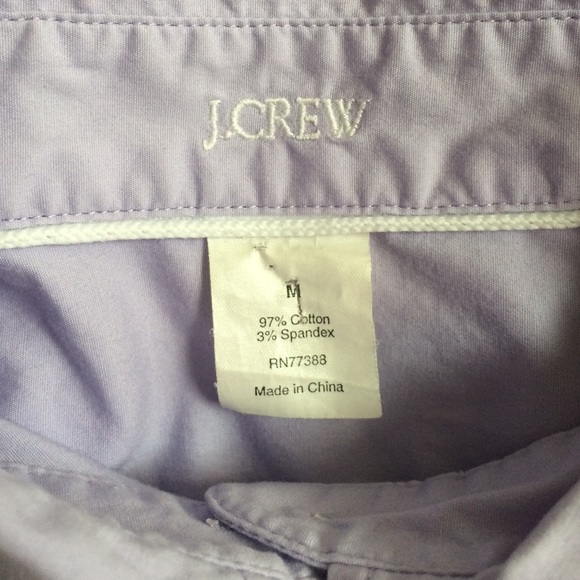 J.CREW
M
97% Cotton
3% Spandex
RN77388
Made in China